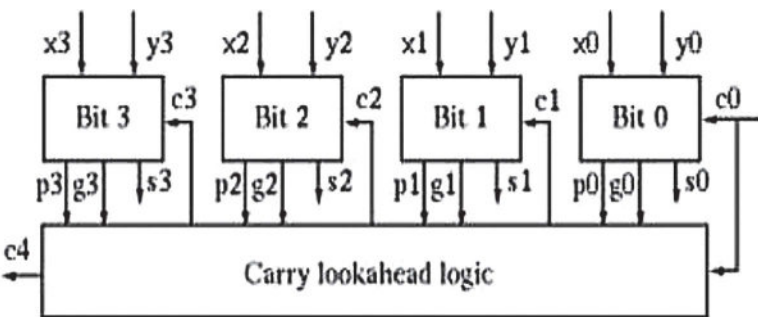 x3 y3 x2 y2 x1 y1 x0 y0
Bit 3 c3 Bit 2 c2 Bit 1 c1 Bit 0 c0
p3 g3 s3 p2 g2 s2 p1 g1 s1 p0 g0 s0
c4
Carry lookahead logic